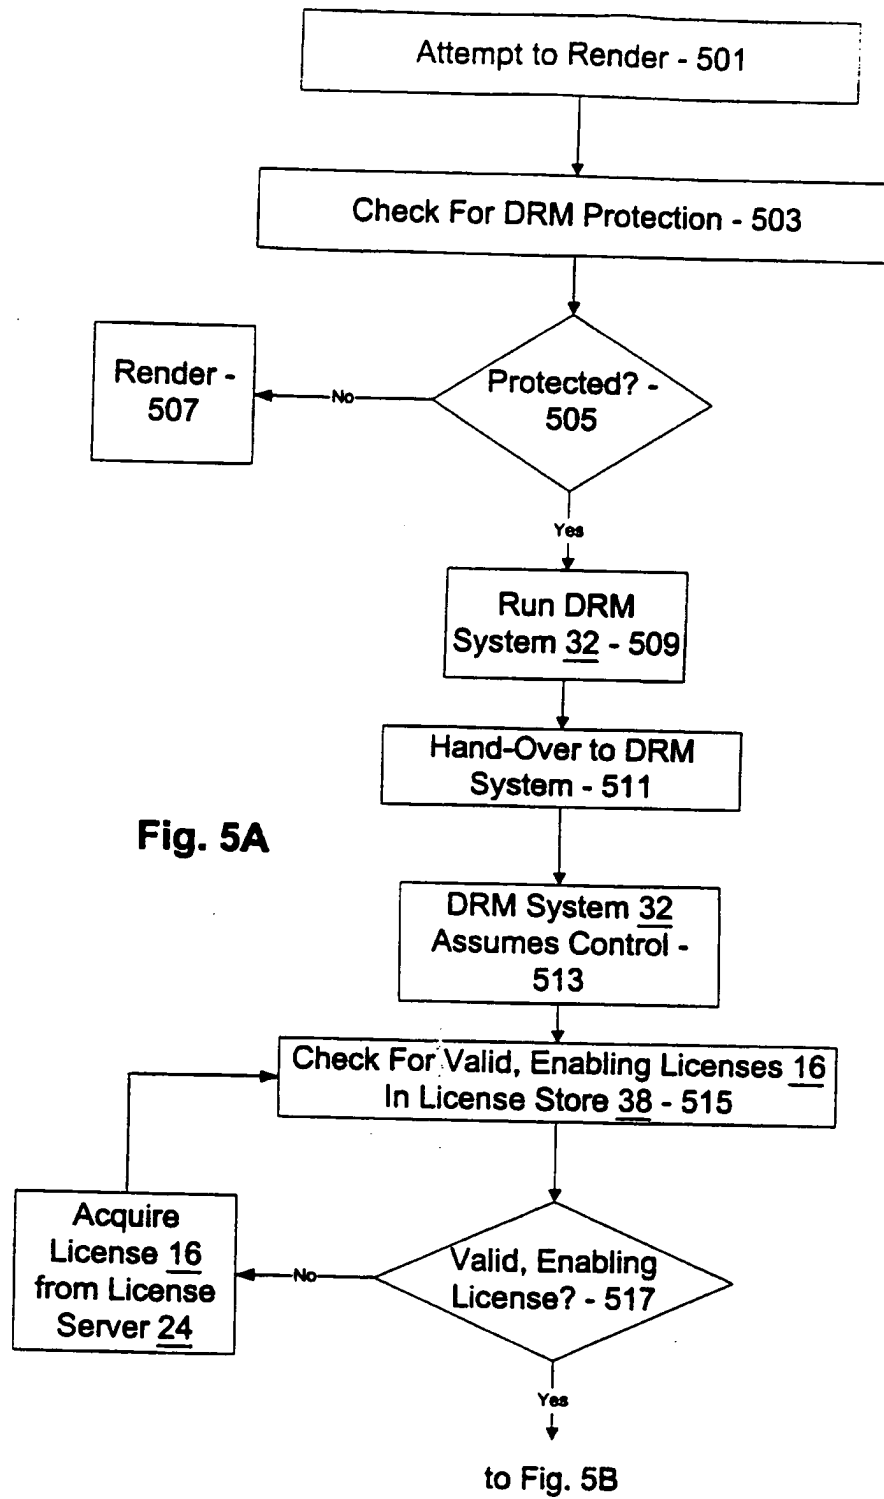 Attempt to Render - 501
Check For DRM Protection - 503
Render -
507
No
Protected? -
505
Yes
Run DRM
System 32 - 509
Hand-Over to DRM
System - 511
Fig. 5A
DRM System 32
Assumes Control -
513
Check For Valid, Enabling Licenses 16
In License Store 38 - 515
Acquire
License 16
from License
Server 24
No
Valid, Enabling
License? - 517
Yes
to Fig. 5B